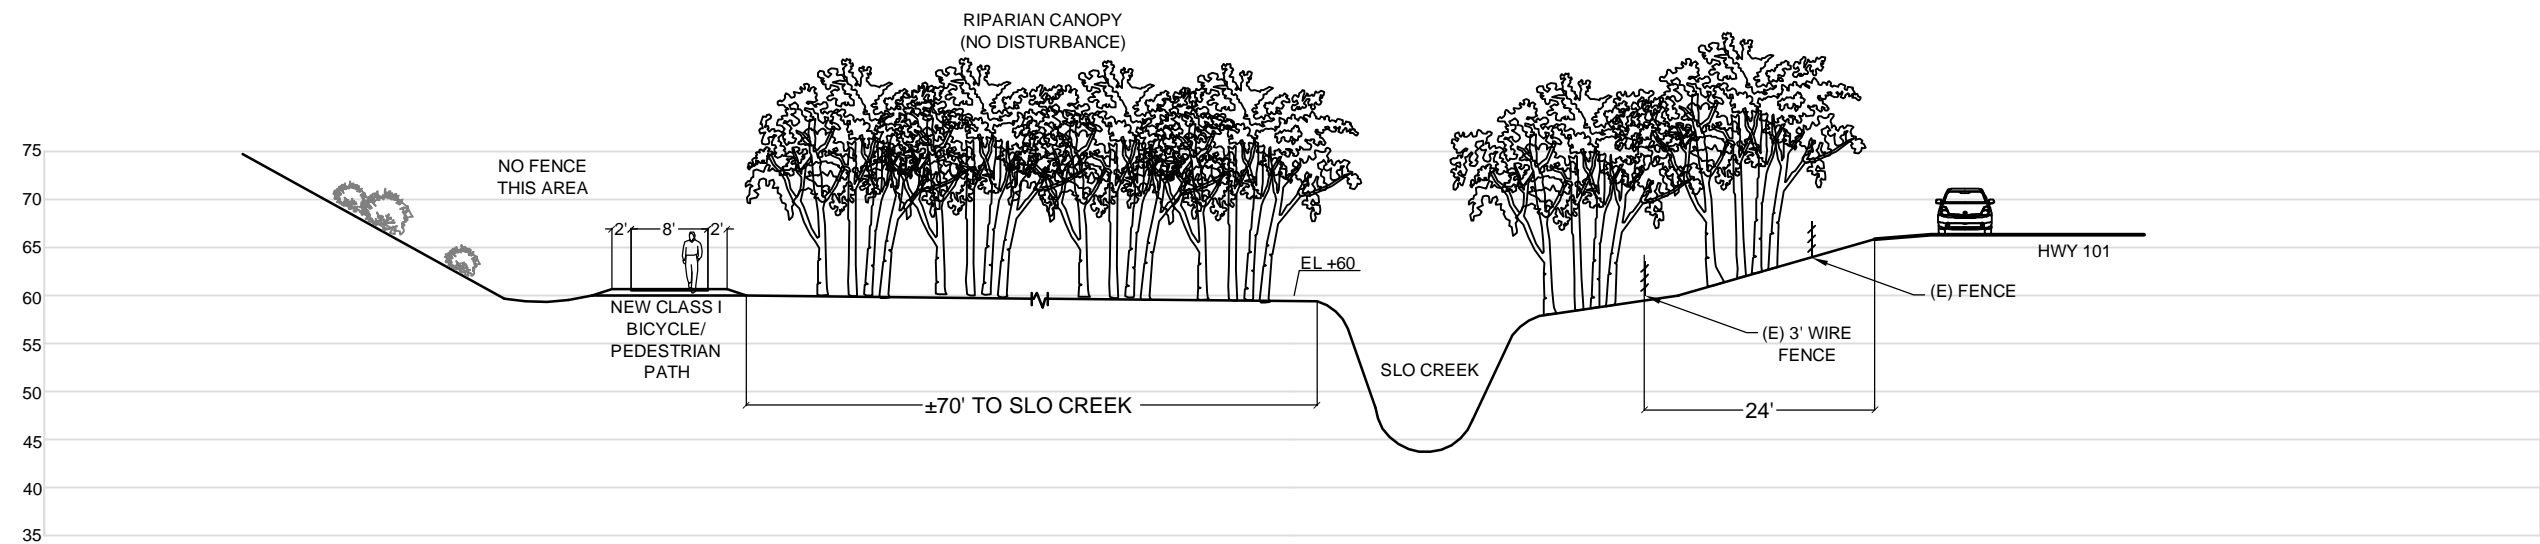 RIPARIAN CANOPY
(NO DISTURBANCE)
75
NO FENCE
THIS AREA
70
2'
8'
2'
65
HWY 101
EL +60
60
(E) FENCE
NEW CLASS I
BICYCLE/
PEDESTRIAN
PATH
(E) 3' WIRE
FENCE
55
SLO CREEK
50
±70' TO SLO CREEK
24'
45
40
35